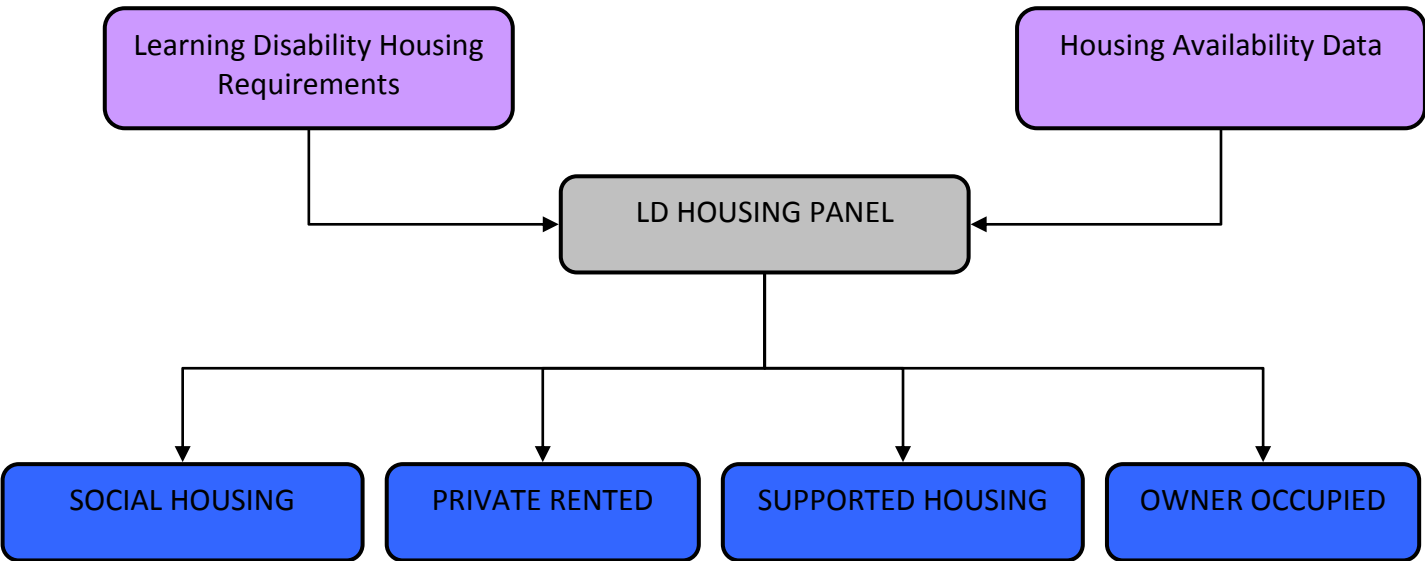 Learning Disability Housing
Requirements
Housing Availability Data
LD HOUSING PANEL
SOCIAL HOUSING
PRIVATE RENTED
SUPPORTED HOUSING
OWNER OCCUPIED